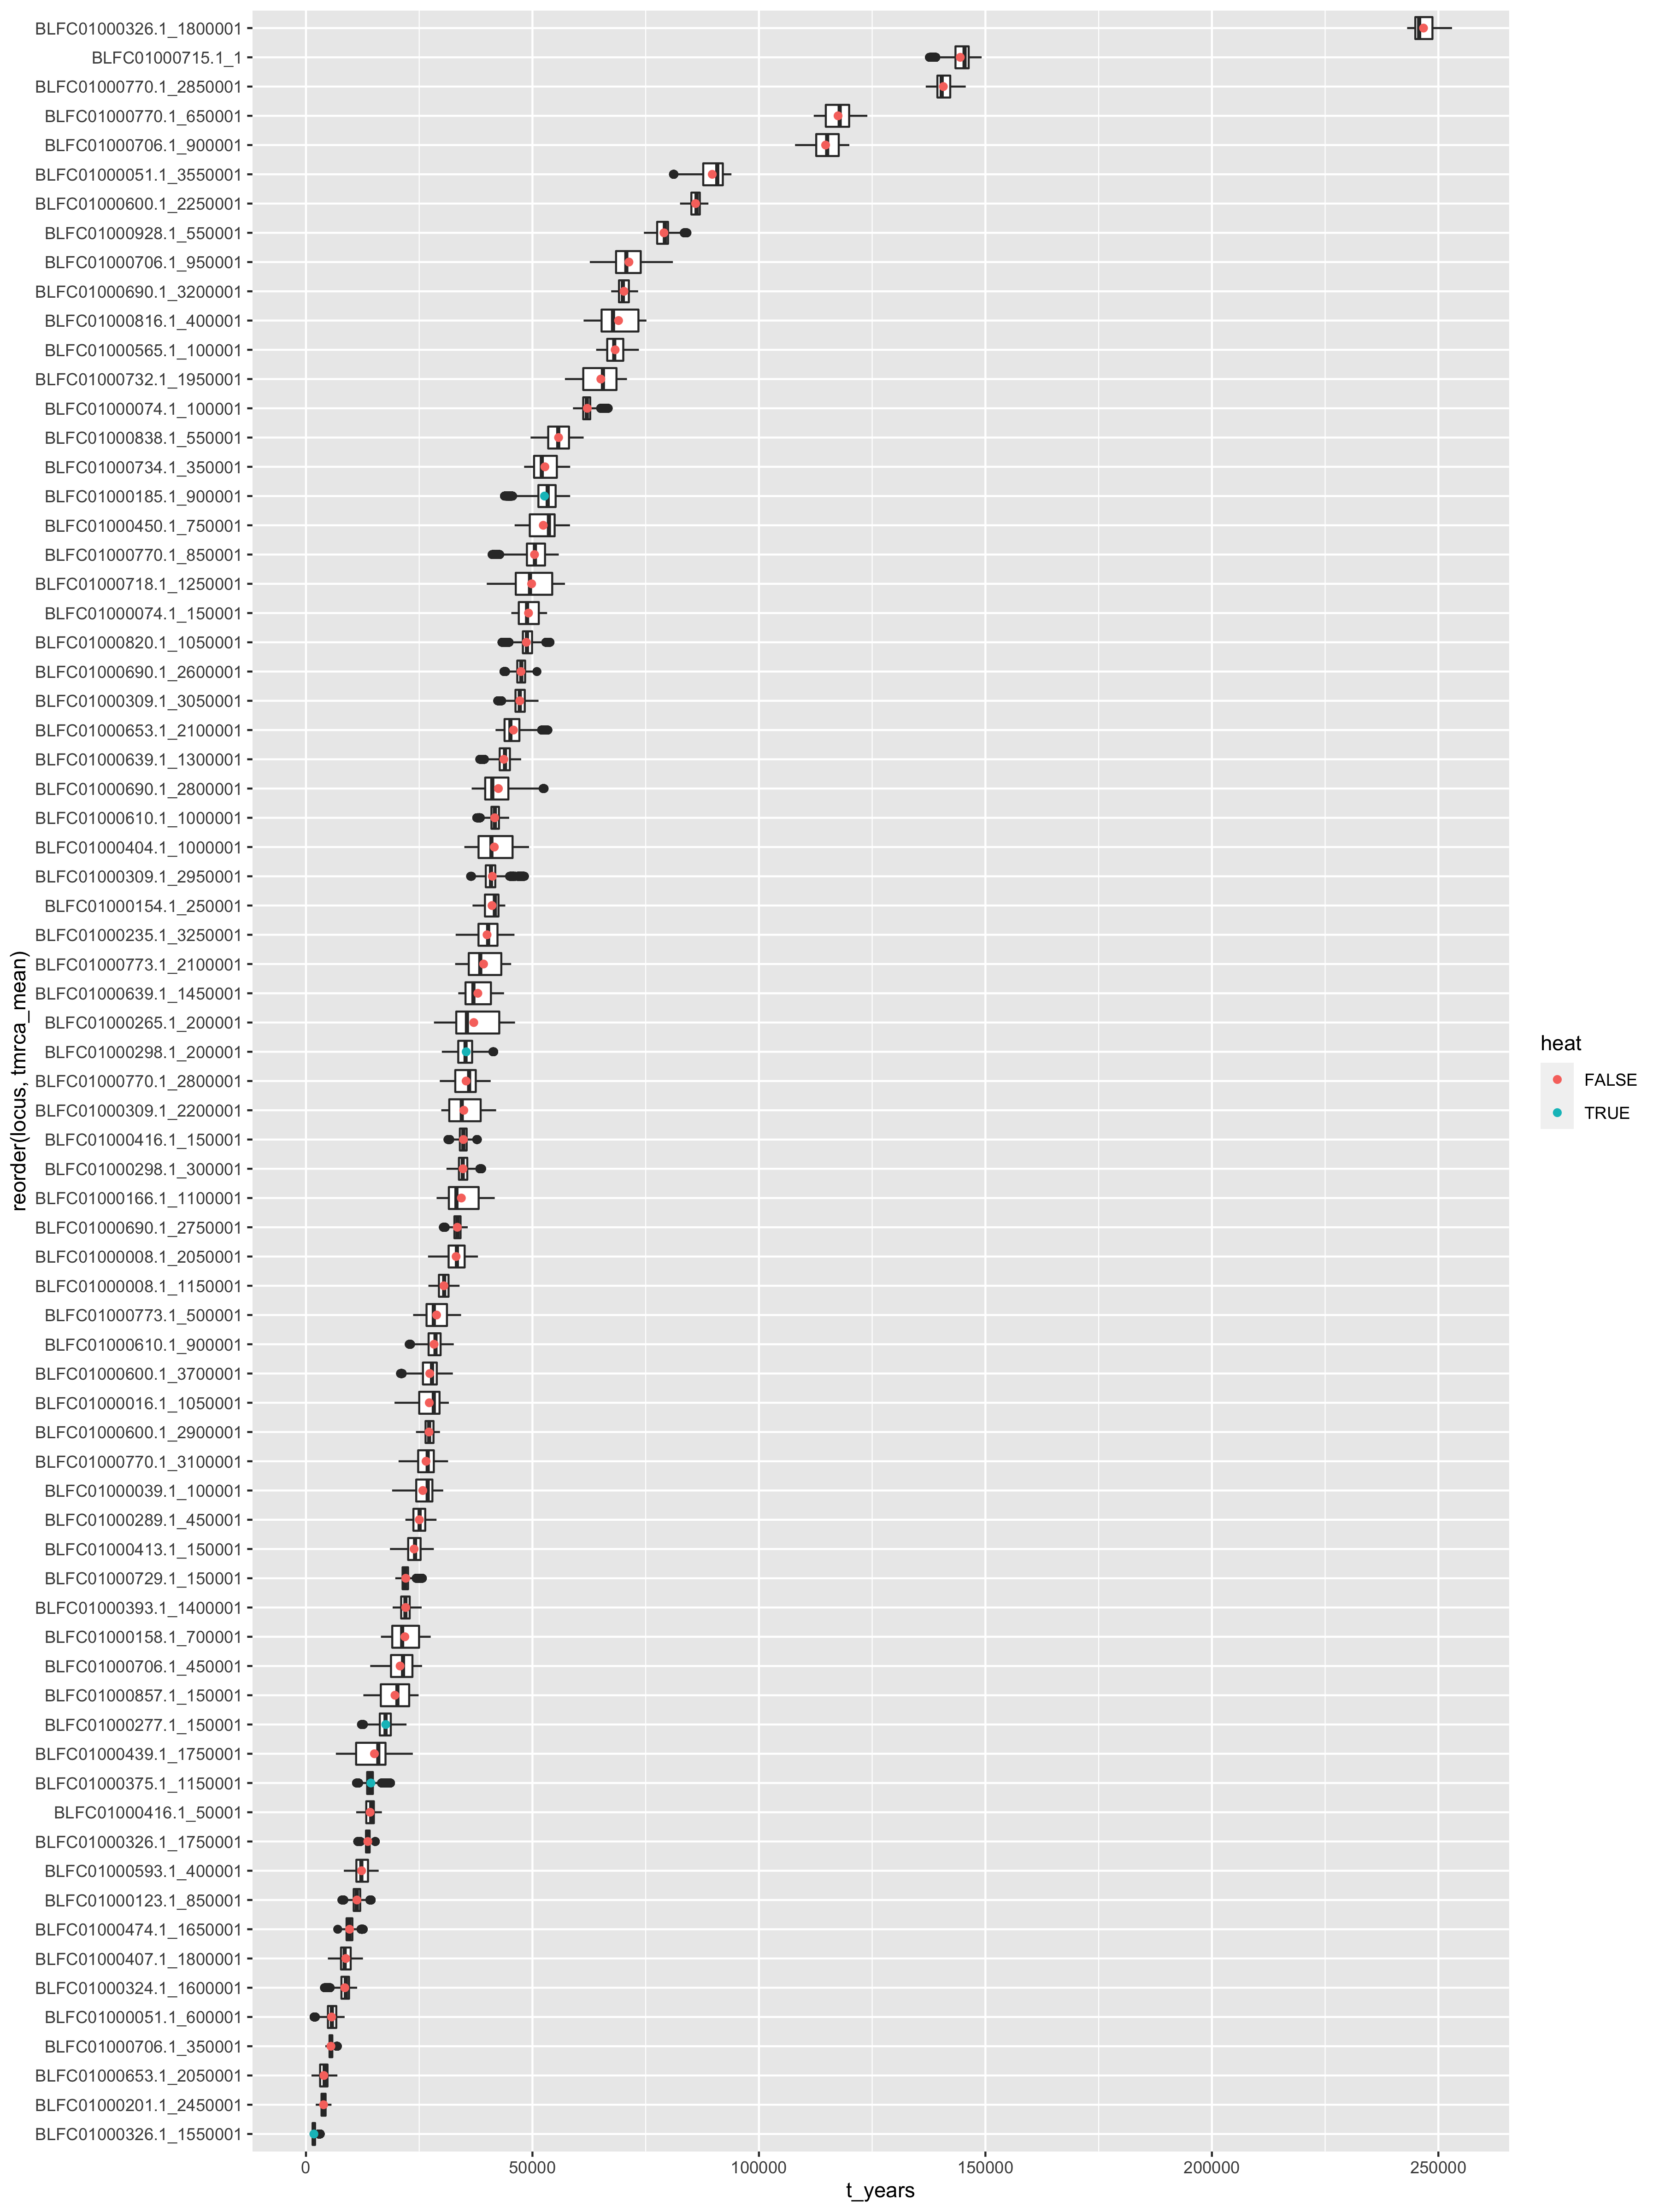 BLFC01000326.1_1800001
BLFC01000715.1_1
BLFC01000770.1_2850001
BLFC01000770.1_650001
BLFC01000706.1_900001
BLFC01000051.1_3550001
BLFC01000600.1_2250001
BLFC01000928.1_550001
BLFC01000706.1_950001
BLFC01000690.1_3200001
BLFC01000816.1_400001
BLFC01000565.1_100001
BLFC01000732.1_1950001
BLFC01000074.1_100001
BLFC01000838.1_550001
BLFC01000734.1_350001
BLFC01000185.1_900001
BLFC01000450.1_750001
BLFC01000770.1_850001
BLFC01000718.1_1250001
BLFC01000074.1_150001
BLFC01000820.1_1050001
BLFC01000690.1_2600001
BLFC01000309.1_3050001
BLFC01000653.1_2100001
BLFC01000639.1_1300001
BLFC01000690.1_2800001
BLFC01000610.1_1000001
BLFC01000404.1_1000001
BLFC01000309.1_2950001
BLFC01000154.1_250001
BLFC01000235.1_3250001
BLFC01000773.1_2100001
BLFC01000639.1_1450001
BLFC01000265.1_200001
BLFC01000298.1_200001
BLFC01000770.1_2800001
BLFC01000309.1_2200001
BLFC01000416.1_150001
BLFC01000298.1_300001
BLFC01000166.1_1100001
BLFC01000690.1_2750001
BLFC01000008.1_2050001
BLFC01000008.1_1150001
BLFC01000773.1_500001
BLFC01000610.1_900001
BLFC01000600.1_3700001
BLFC01000016.1_1050001
BLFC01000600.1_2900001
BLFC01000770.1_3100001
BLFC01000039.1_100001
BLFC01000289.1_450001
BLFC01000413.1_150001
BLFC01000729.1_150001
BLFC01000393.1_1400001
BLFC01000158.1_700001
BLFC01000706.1_450001
BLFC01000857.1_150001
BLFC01000277.1_150001
BLFC01000439.1_1750001
BLFC01000375.1_1150001
BLFC01000416.1_50001
BLFC01000326.1_1750001
BLFC01000593.1_400001
BLFC01000123.1_850001
BLFC01000474.1_1650001
BLFC01000407.1_1800001
BLFC01000324.1_1600001
BLFC01000051.1_600001
BLFC01000706.1_350001
BLFC01000653.1_2050001
BLFC01000201.1_2450001
BLFC01000326.1_1550001
reorder(locus, tmrca_mean)
0 50000 100000 150000 200000 250000
t_years
heat
FALSE
TRUE